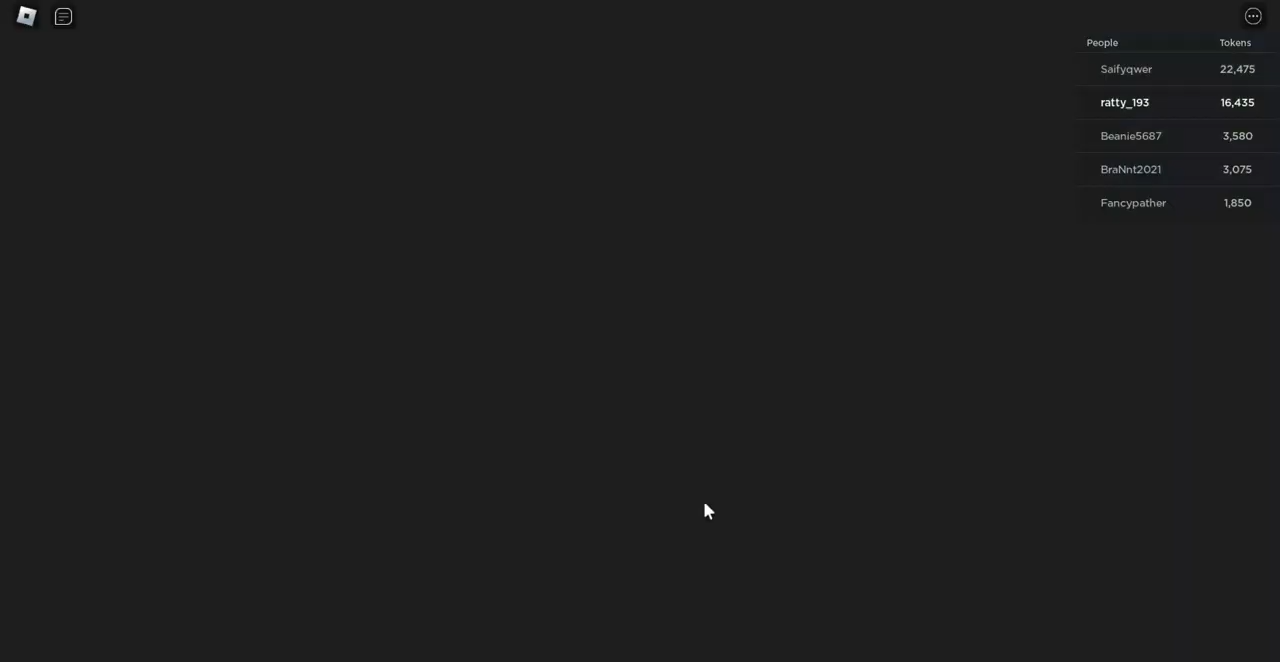 People Tokens
Saifyqwer 22,475
ratty_193 16,435
Beanie5687 3,580
BraNnt2021 3,075
Fancypather 1,850